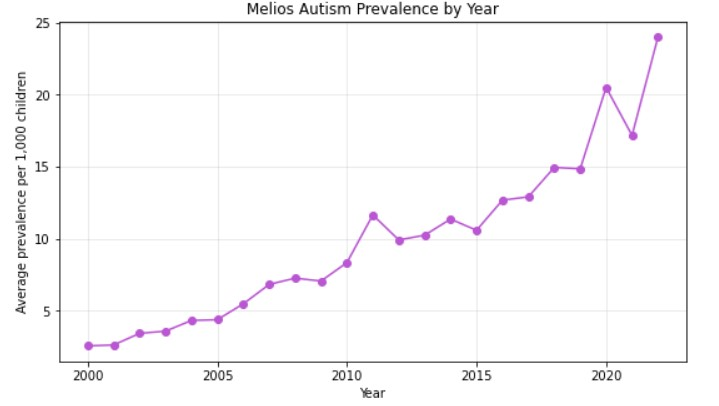 Melios Autism Prevalence by Year
25
20
15
10
5
Average prevalence per 1,000 children
2000 2005 2010 2015 2020
Year